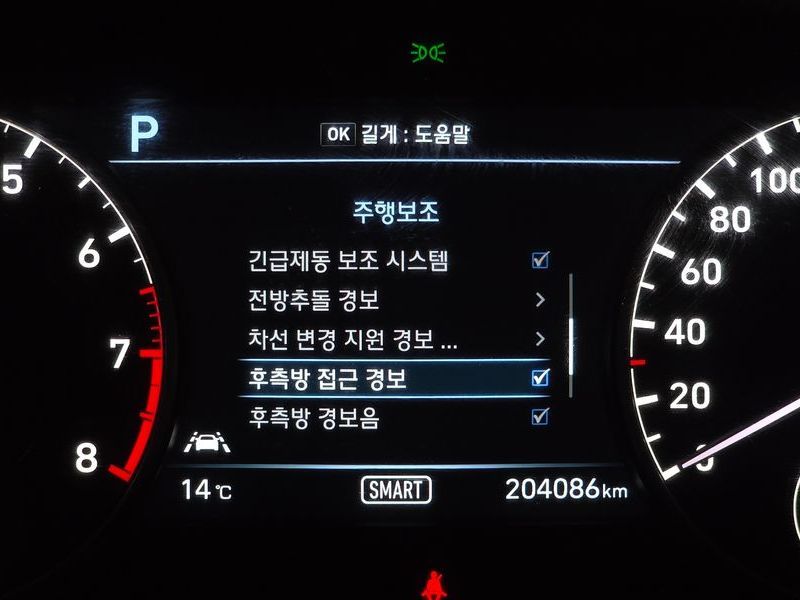 P
OK 길게 : 도움말
주행보조
긴급제동 보조 시스템
전방추돌 경보
차선 변경 지원 경보 ...
후측방 접근 경보
후측방 경보음
14℃
SMART
204086km
5
6
7
8
100
80
60
40
20
0